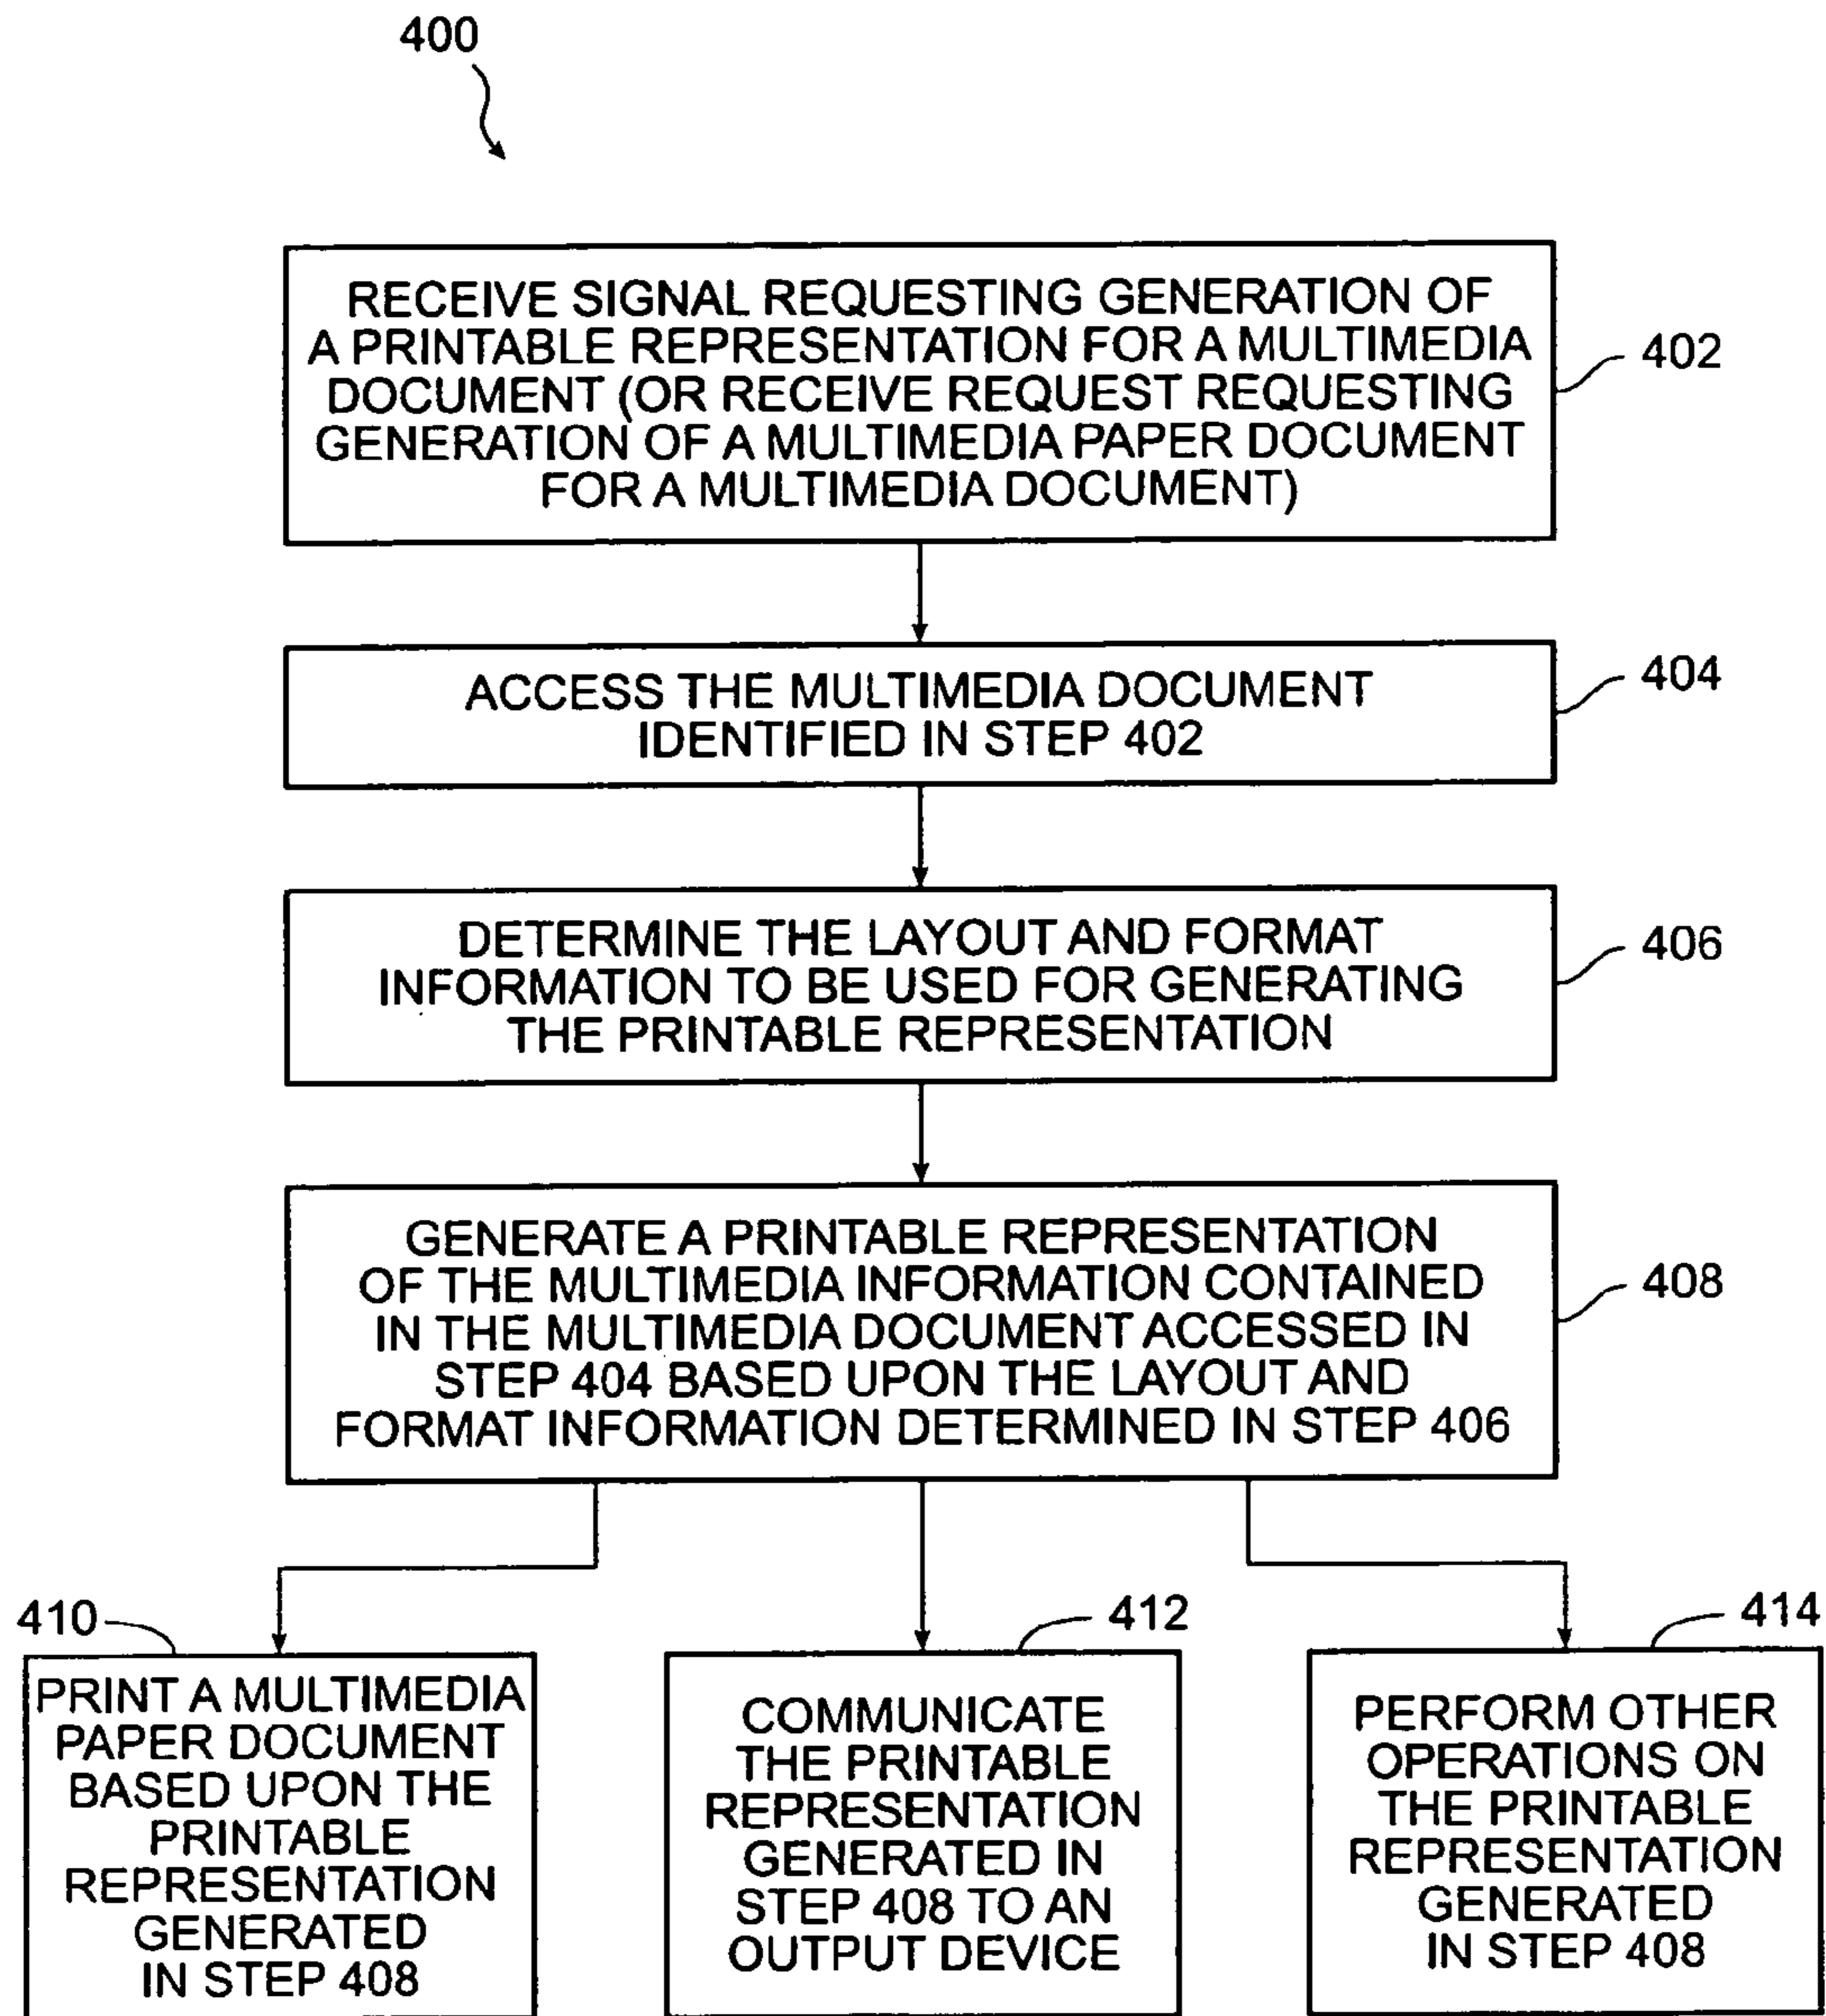 400
RECEIVE SIGNAL REQUESTING GENERATION OF
A PRINTABLE REPRESENTATION FOR A MULTIMEDIA
DOCUMENT (OR RECEIVE REQUEST REQUESTING
GENERATION OF A MULTIMEDIA PAPER DOCUMENT
FOR A MULTIMEDIA DOCUMENT)
402
ACCESS THE MULTIMEDIA DOCUMENT
IDENTIFIED IN STEP 402
404
DETERMINE THE LAYOUT AND FORMAT
INFORMATION TO BE USED FOR GENERATING
THE PRINTABLE REPRESENTATION
406
GENERATE A PRINTABLE REPRESENTATION
OF THE MULTIMEDIA INFORMATION CONTAINED
IN THE MULTIMEDIA DOCUMENT ACCESSED IN
STEP 404 BASED UPON THE LAYOUT AND
FORMAT INFORMATION DETERMINED IN STEP 406
408
410
PRINT A MULTIMEDIA
PAPER DOCUMENT
BASED UPON THE
PRINTABLE
REPRESENTATION
GENERATED
IN STEP 408
412
COMMUNICATE
THE PRINTABLE
REPRESENTATION
GENERATED IN
STEP 408 TO AN
OUTPUT DEVICE
414
PERFORM OTHER
OPERATIONS ON
THE PRINTABLE
REPRESENTATION
GENERATED
IN STEP 408